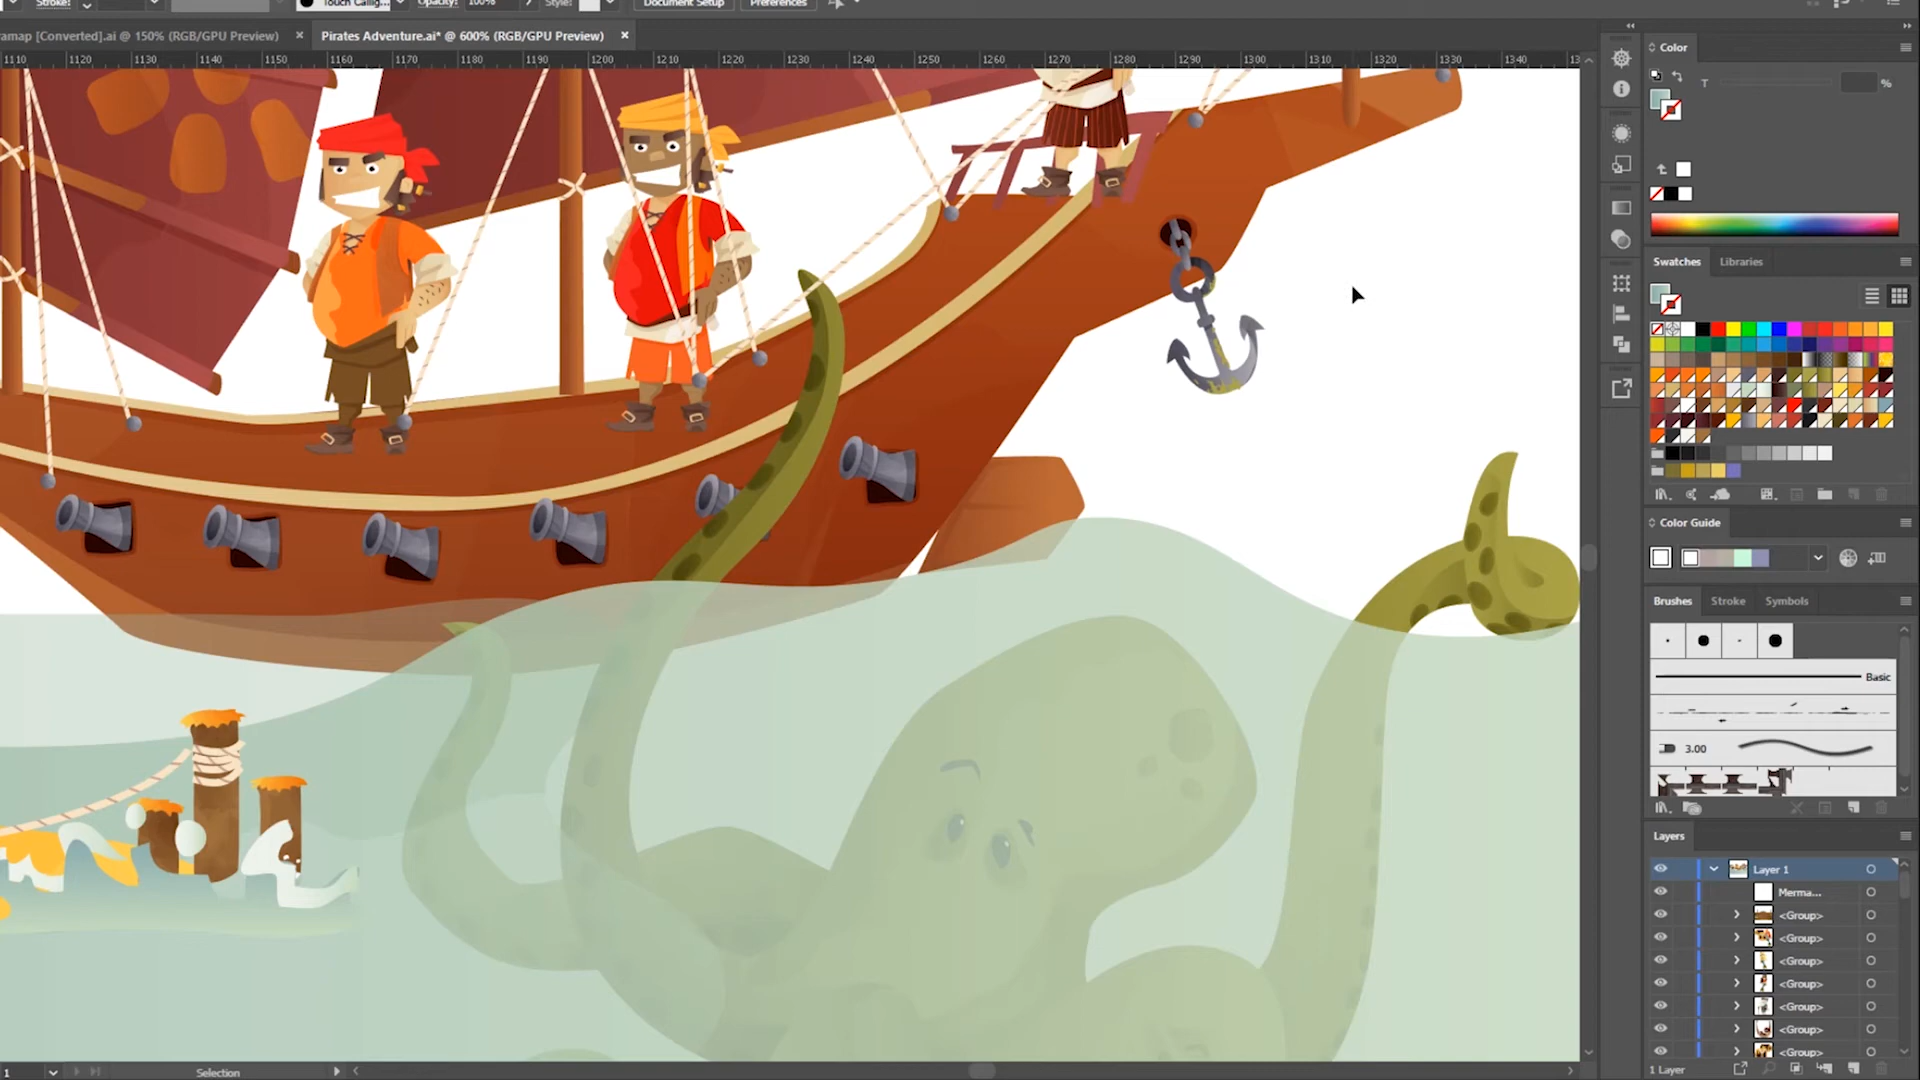 Stroke:
Touch Callig...
Opacity:
100%
Style:
Document Setup
Preferences
ramap [Converted].ai @ 150% (RGB/GPU Preview)
Pirates Adventure.ai* @ 600% (RGB/GPU Preview)
1110 1120 1130 1140 1150 1160 1170 1180 1190 1200 1210 1220 1230 1240 1250 1260 1270 1280 1290 1300 1310 1320 1330 1340
Color
T
%
Swatches Libraries
Color Guide
Brushes Stroke Symbols
Basic
3.00
Layers
Layer 1
Merma...
<Group>
<Group>
<Group>
<Group>
<Group>
<Group>
<Group>
1 Layer
1
Selection